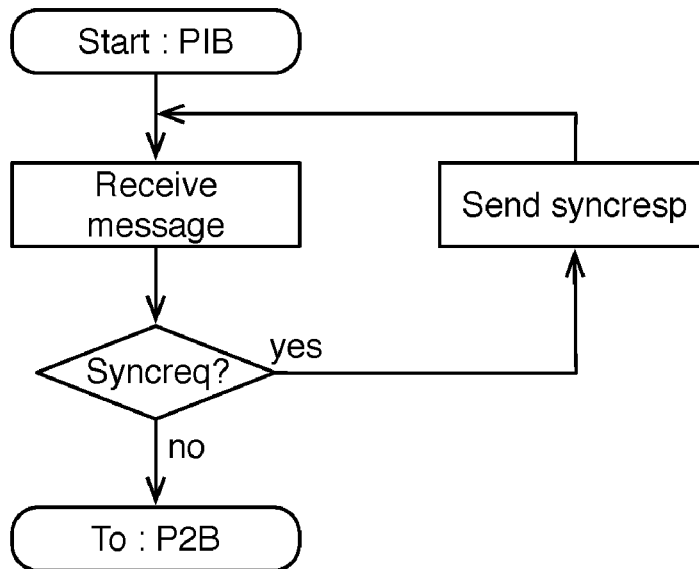 Start : PIB
Receive
message
Send syncresp
Syncreq?
yes
no
To : P2B